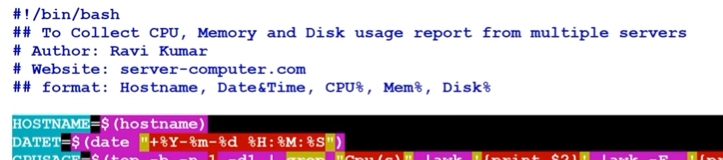 #!/bin/bash
## To Collect CPU, Memory and Disk usage report from multiple servers
# Author: Ravi Kumar
# Website: server-computer.com
## format: Hostname, Date&Time, CPU%, Mem%, Disk%
HOSTNAME=$(hostname)
DATET=$(date "+%Y-%m-%d %H:%M:%S")
CPUSAGE=$(top -b -n 1 -d1 | grep "Cpu(s)" |awk '{print $2}' |awk -F